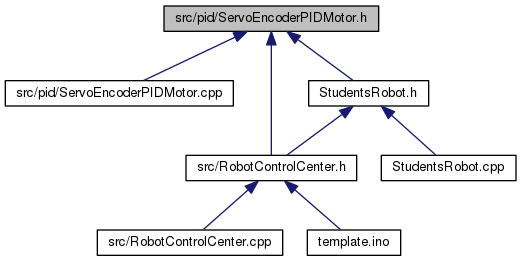 src/pid/ServoEncoderPIDMotor.h
src/pid/ServoEncoderPIDMotor.cpp
StudentsRobot.h
src/RobotControlCenter.h
StudentsRobot.cpp
src/RobotControlCenter.cpp
template.ino